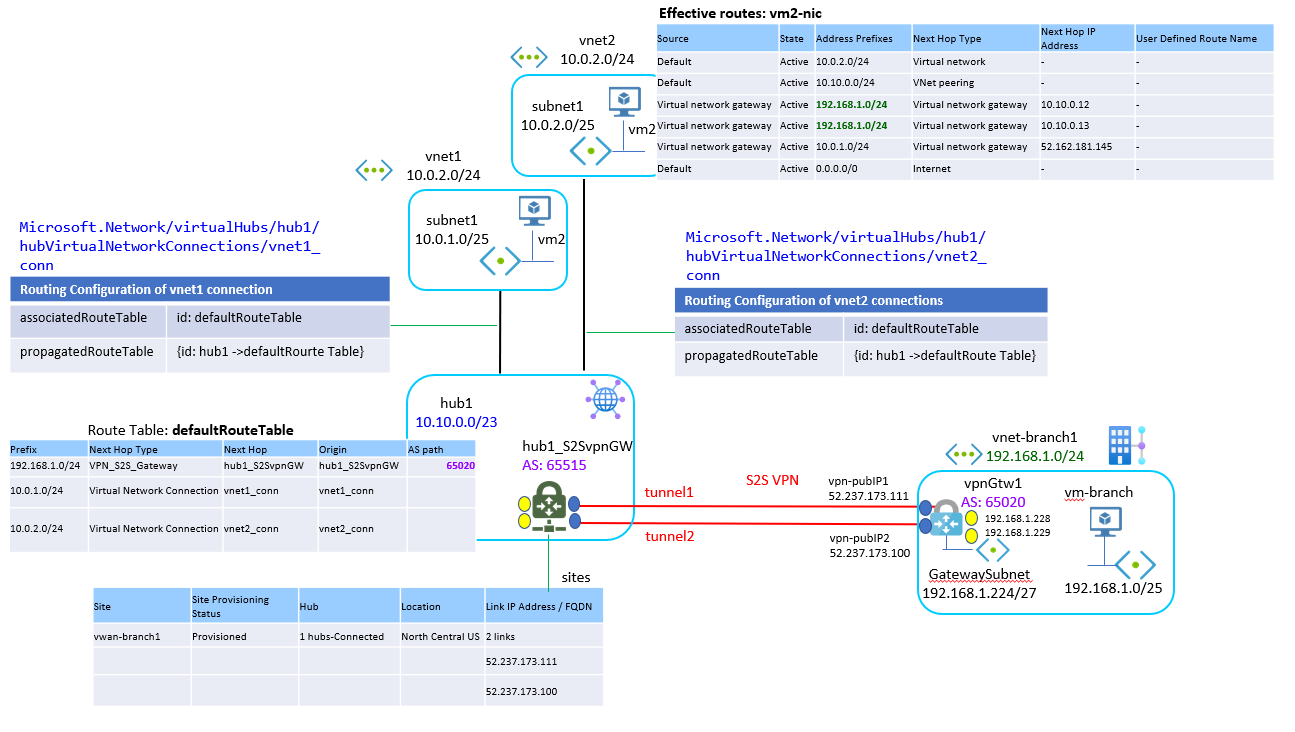 Effective routes: vm2-nic
Source State Address Prefixes Next Hop Type Next Hop IP Address User Defined Route Name
Default Active 10.0.2.0/24 Virtual network - -
Default Active 10.10.0.0/24 VNet peering - -
Virtual network gateway Active 192.168.1.0/24 Virtual network gateway 10.10.0.12 -
Virtual network gateway Active 192.168.1.0/24 Virtual network gateway 10.10.0.13 -
Virtual network gateway Active 10.0.1.0/24 Virtual network gateway 52.162.181.145 -
Default Active 0.0.0.0/0 Internet - -
vnet2
10.0.2.0/24
subnet1
10.0.2.0/25
vm2
vnet1
10.0.2.0/24
subnet1
10.0.1.0/25
vm2
Microsoft.Network/virtualHubs/hub1/
hubVirtualNetworkConnections/vnet1_
conn
Routing Configuration of vnet1 connection
associatedRouteTable id: defaultRouteTable
propagatedRouteTable {id: hub1 ->defaultRourte Table}
Microsoft.Network/virtualHubs/hub1/
hubVirtualNetworkConnections/vnet2_
conn
Routing Configuration of vnet2 connections
associatedRouteTable id: defaultRouteTable
propagatedRouteTable {id: hub1 ->defaultRoute Table}
hub1
10.10.0.0/23
hub1_S2SvpnGW
AS: 65515
Route Table: defaultRouteTable
Prefix Next Hop Type Next Hop Origin AS path
192.168.1.0/24 VPN_S2S_Gateway hub1_S2SvpnGW hub1_S2SvpnGW 65020
10.0.1.0/24 Virtual Network Connection vnet1_conn vnet1_conn
10.0.2.0/24 Virtual Network Connection vnet2_conn vnet2_conn
tunnel1
S2S VPN
tunnel2
vpn-pubIP1
52.237.173.111
vpn-pubIP2
52.237.173.100
vnet-branch1
192.168.1.0/24
vpnGtw1
AS: 65020
192.168.1.228
192.168.1.229
GatewaySubnet
192.168.1.224/27
vm-branch
192.168.1.0/25
sites
Site Site Provisioning Status Hub Location Link IP Address / FQDN
vwan-branch1 Provisioned 1 hubs-Connected North Central US 2 links
52.237.173.111
52.237.173.100